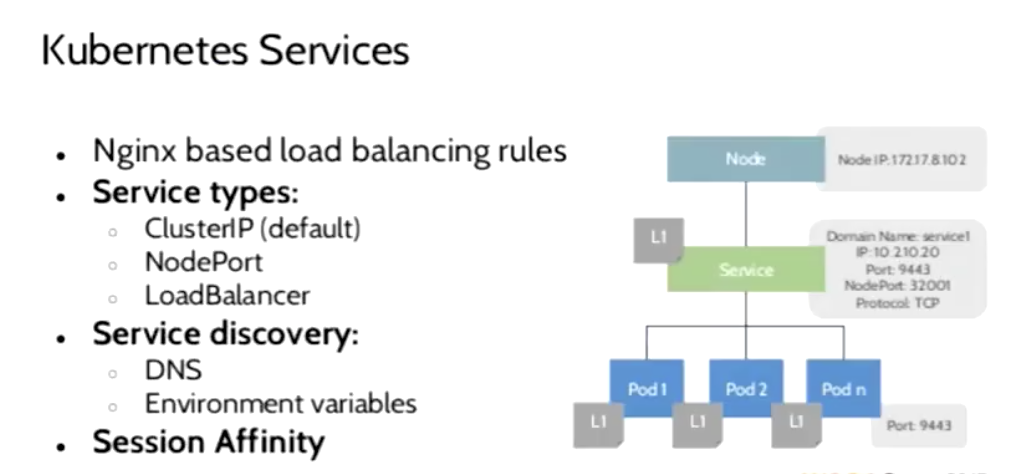 Kubernetes Services
• Nginx based load balancing rules
• Service types:
○ ClusterIP (default)
○ NodePort
○ LoadBalancer
• Service discovery:
○ DNS
○ Environment variables
• Session Affinity
Node
Node IP: 172.17.8.102
L1
Service
Domain Name: service1
IP: 10.210.20
Port: 9443
NodePort: 32001
Protocol: TCP
Pod 1
Pod 2
Pod n
L1
L1
L1
Port: 9443